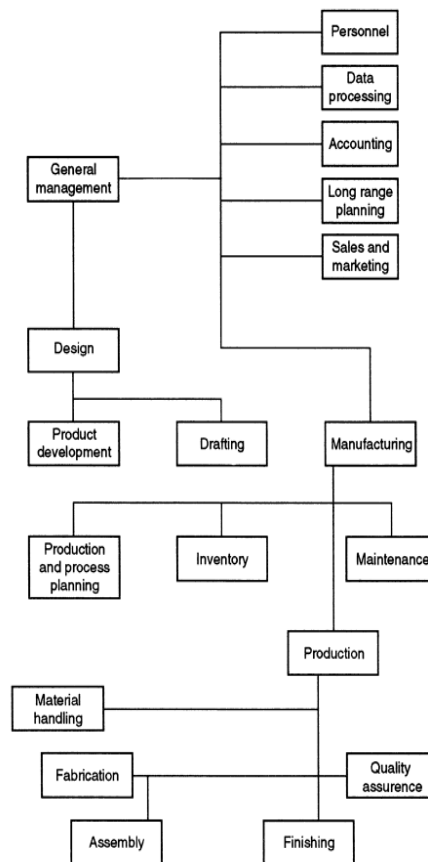 Personnel
Data
processing
Accounting
General
management
Long range
planning
Sales and
marketing
Design
Product
development
Drafting
Manufacturing
Production
and process
planning
Inventory
Maintenance
Production
Material
handling
Fabrication
Quality
assurence
Assembly
Finishing